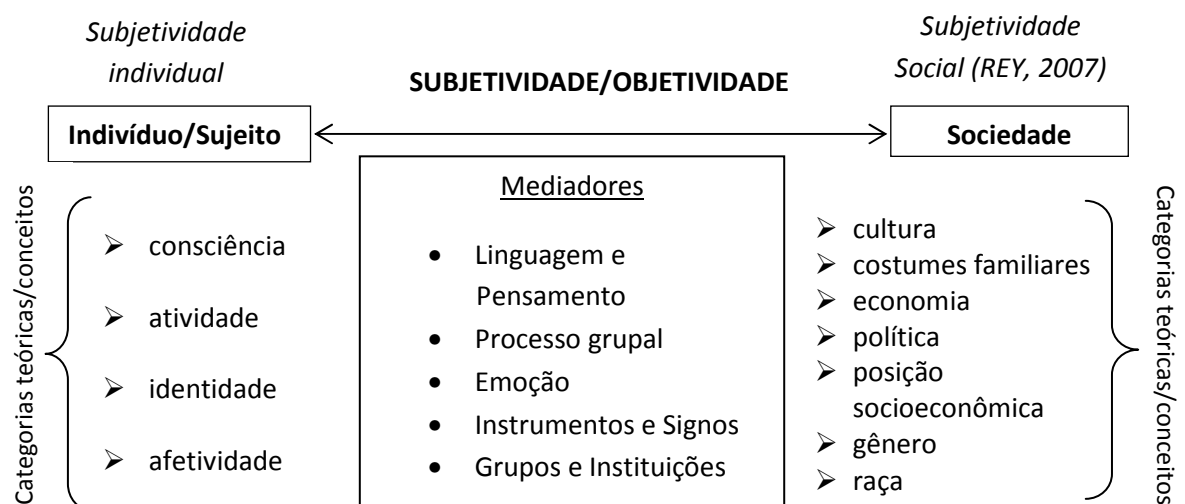 Subjetividade
individual
SUBJETIVIDADE/OBJETIVIDADE
Subjetividade
Social (REY, 2007)
Indivíduo/Sujeito
Sociedade
Categorias teóricas/conceitos
➢ consciência
➢ atividade
➢ identidade
➢ afetividade
Mediadores
• Linguagem e
Pensamento
• Processo grupal
• Emoção
• Instrumentos e Signos
• Grupos e Instituições
➢ cultura
➢ costumes familiares
➢ economia
➢ política
➢ posição
socioeconômica
➢ gênero
➢ raça
Categorias teóricas/conceitos